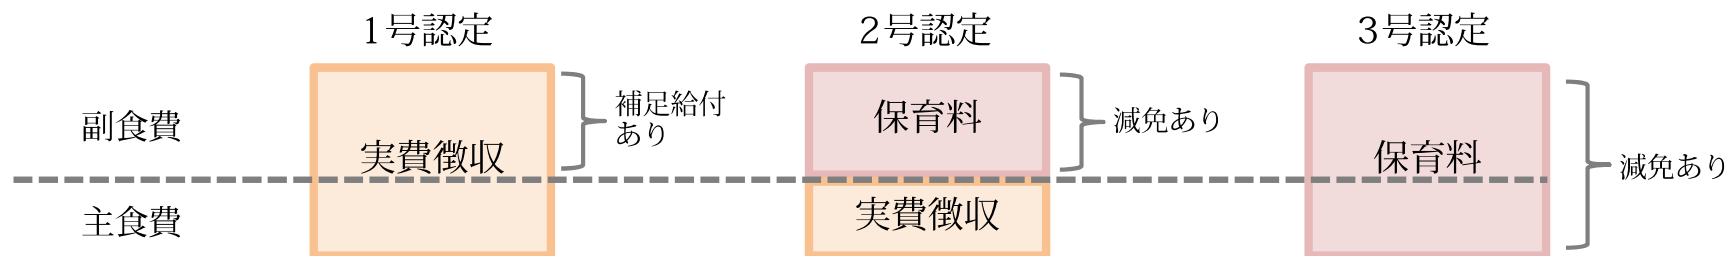 1号認定
2号認定
3号認定
副食費
実費徴収
補足給付
あり
保育料
減免あり
保育料
減免あり
主食費
実費徴収